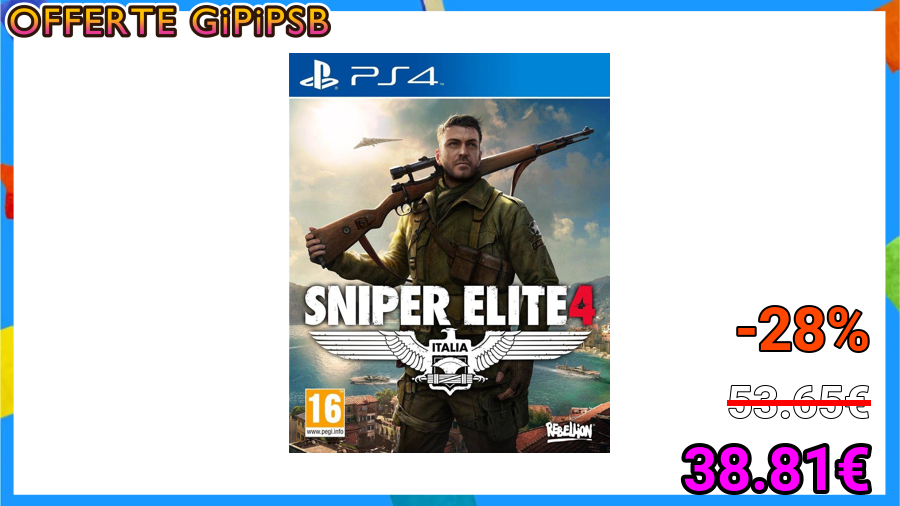 OFFERTE GiPiPSB
PS4
SNIPER ELITE 4
ITALIA
16
www.pegi.info
REBELLION
-28%
53.65€
38.81€